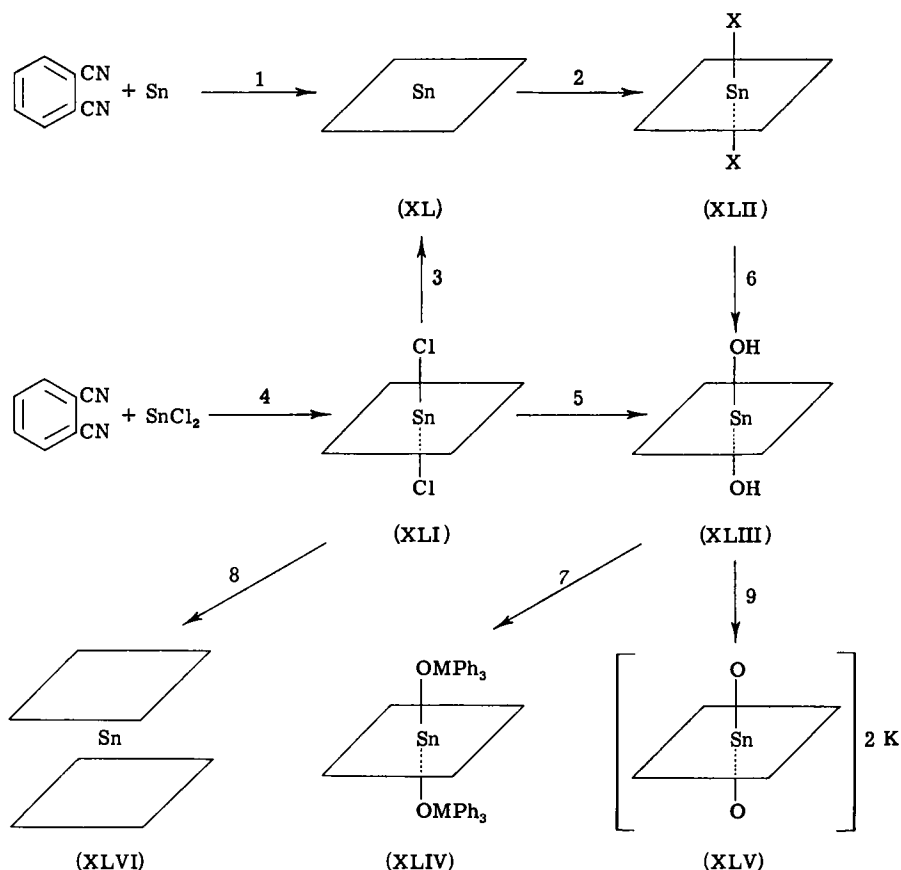 CN
CN
+ Sn
1
Sn
(XL)
2
X
Sn
X
(XLII)
3
6
CN
CN
+ SnCl₂
4
Cl
Sn
Cl
(XLI)
5
OH
Sn
OH
(XLIII)
8
7
9
Sn
(XLVI)
OMPh₃
Sn
OMPh₃
(XLIV)
O
Sn
O
2 K
(XLV)